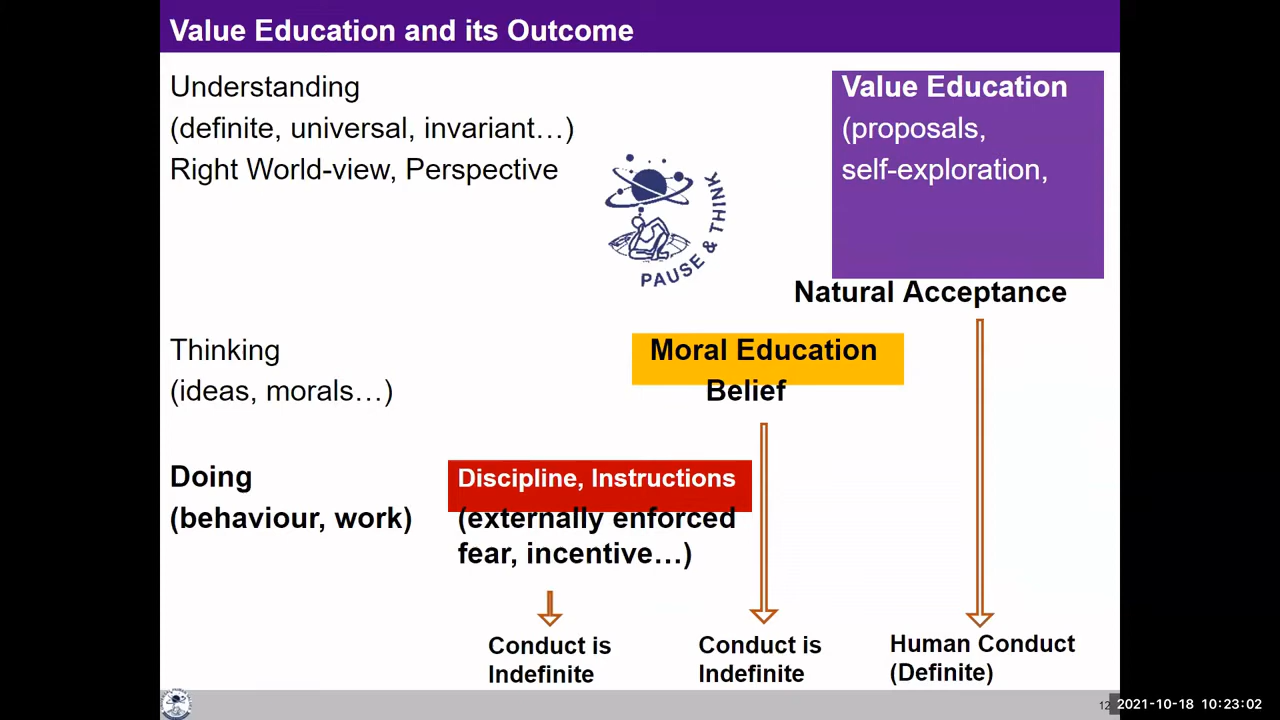 Value Education and its Outcome
Understanding
(definite, universal, invariant…)
Right World-view, Perspective
Value Education
(proposals,
self-exploration,
PAUSE & THINK
Natural Acceptance
Thinking
(ideas, morals…)
Moral Education
Belief
Doing
(behaviour, work)
Discipline, Instructions
(externally enforced
fear, incentive…)
Conduct is
Indefinite
Conduct is
Indefinite
Human Conduct
(Definite)
12
2021-10-18 10:23:02